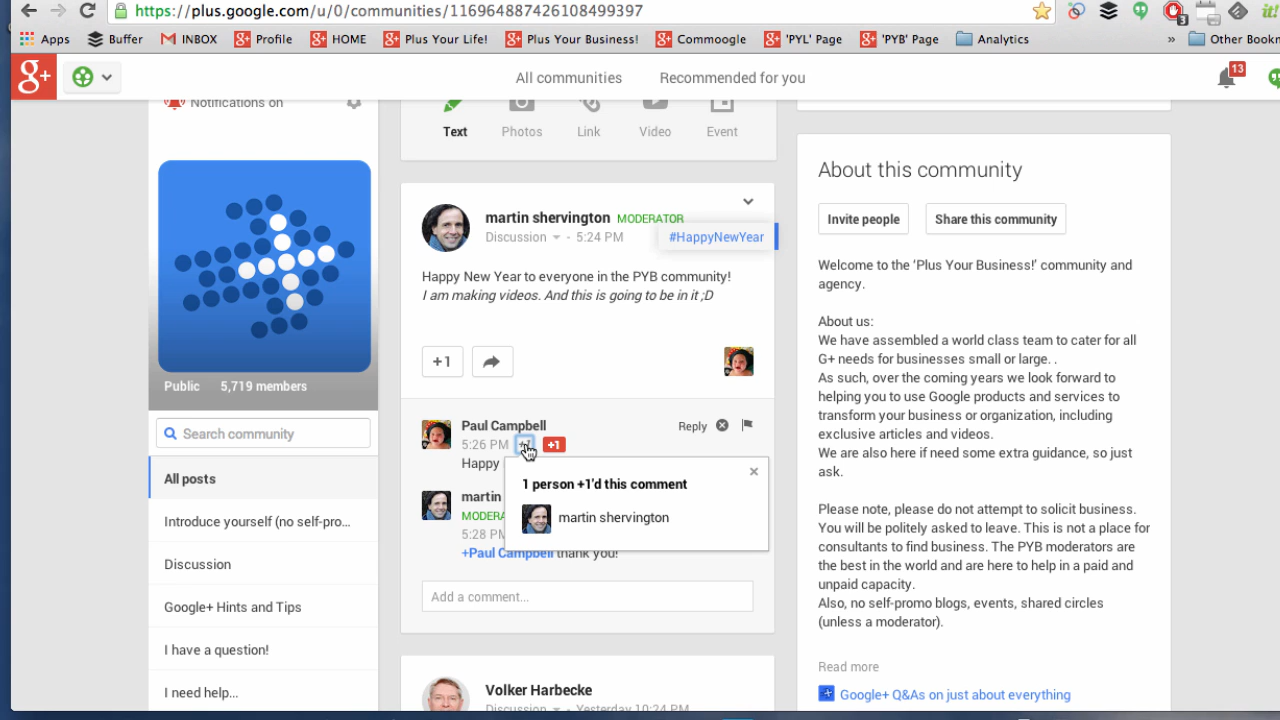 https://plus.google.com/u/0/communities/116964887426108499397
3
it!
Apps Buffer INBOX Profile HOME Plus Your Life! Plus Your Business! Commoogle 'PYL' Page 'PYB' Page Analytics » Other Bookm
g+
All communities Recommended for you
13
Notifications on
Public 5,719 members
Search community
All posts
Introduce yourself (no self-pro...
Discussion
Google+ Hints and Tips
I have a question!
I need help...
Text Photos Link Video Event
martin shervington MODERATOR
Discussion - 5:24 PM
#HappyNewYear
Happy New Year to everyone in the PYB community!
I am making videos. And this is going to be in it ;D
+1
Paul Campbell Reply
5:26 PM +1 +1
Happy
1 person +1'd this comment
martin shervington
martin
MODERA
5:28 PM
+Paul Campbell thank you!
Add a comment...
Volker Harbecke
Discussion - Yesterday 10:24 PM
About this community
Invite people Share this community
Welcome to the 'Plus Your Business!' community and
agency.
About us:
We have assembled a world class team to cater for all
G+ needs for businesses small or large. .
As such, over the coming years we look forward to
helping you to use Google products and services to
transform your business or organization, including
exclusive articles and videos.
We are also here if need some extra guidance, so just
ask.
Please note, please do not attempt to solicit business.
You will be politely asked to leave. This is not a place for
consultants to find business. The PYB moderators are
the best in the world and are here to help in a paid and
unpaid capacity.
Also, no self-promo blogs, events, shared circles
(unless a moderator).
Read more
Google+ Q&As on just about everything